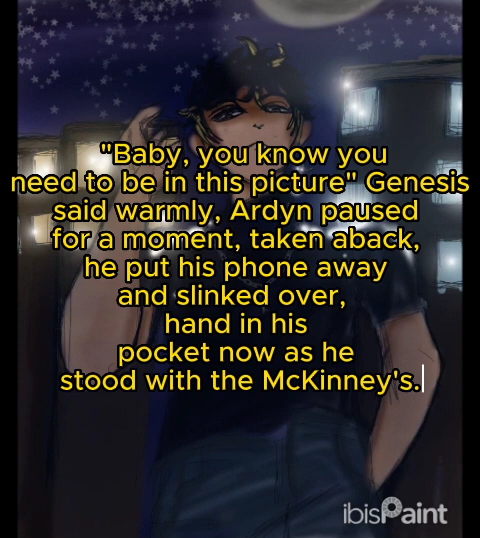 "Baby, you know you
need to be in this picture" Genesis
said warmly, Ardyn paused
for a moment, taken aback,
he put his phone away
and slinked over,
hand in his
pocket now as he
stood with the McKinney's.
ibisPaint